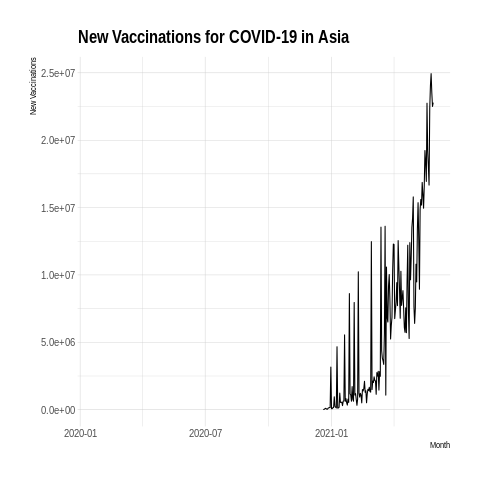 New Vaccinations for COVID-19 in Asia
New Vaccinations
2.5e+07
2.0e+07
1.5e+07
1.0e+07
5.0e+06
0.0e+00
2020-01 2020-07 2021-01
Month